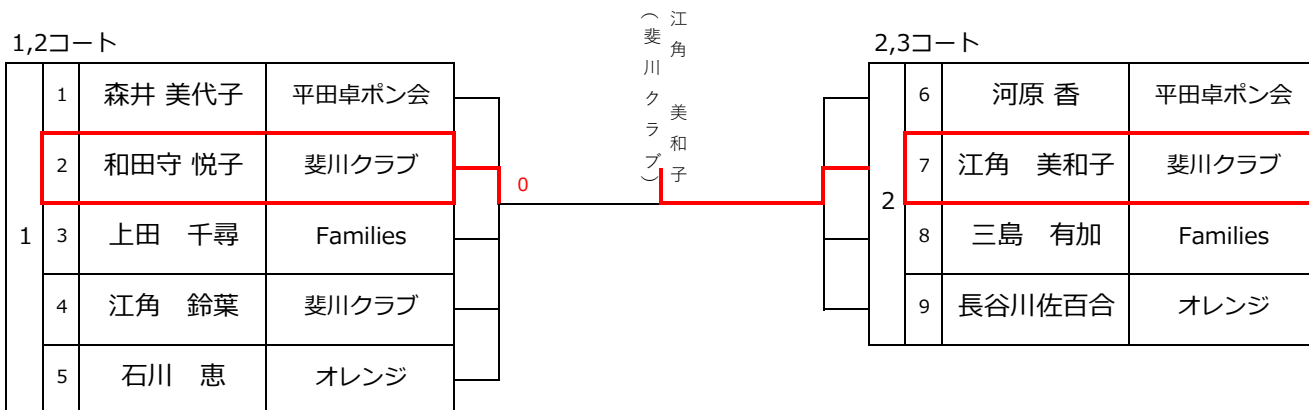 1,2コート
1
1 森井 美代子 平田卓ポン会
2 和田守 悦子 斐川クラブ
3 上田　千尋 Families
4 江角　鈴葉 斐川クラブ
5 石川　恵 オレンジ
0
江角　美和子
（斐川クラブ）
2,3コート
2
6 河原 香 平田卓ポン会
7 江角　美和子 斐川クラブ
8 三島　有加 Families
9 長谷川佐百合 オレンジ